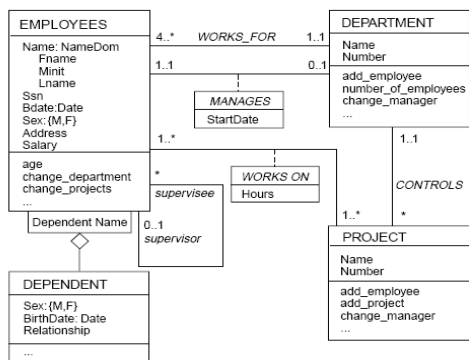 EMPLOYEES
Name: NameDom
Fname
Minit
Lname
Ssn
Bdate:Date
Sex:{M,F}
Address
Salary
age
change_department
change_projects
...
Dependent Name
DEPENDENT
Sex:{M,F}
BirthDate: Date
Relationship
...
4..* WORKS_FOR 1..1
1..1 0..1
MANAGES
StartDate
1..*
WORKS ON
Hours
*
supervisee
0..1
supervisor
1..*
DEPARTMENT
Name
Number
add_employee
number_of_employees
change_manager
...
1..1
CONTROLS
*
PROJECT
Name
Number
add_employee
add_project
change_manager
...